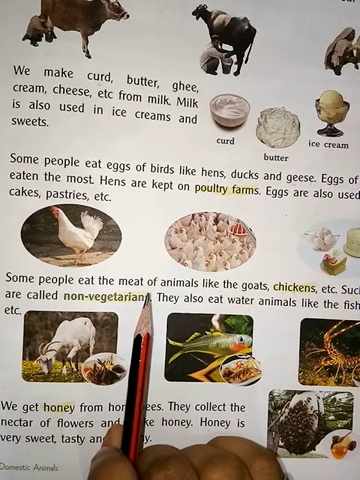 We make curd, butter, ghee,
cream, cheese, etc from milk. Milk
is also used in ice creams and
sweets.
curd
butter
ice cream
Some people eat eggs of birds like hens, ducks and geese. Eggs of
eaten the most. Hens are kept on poultry farms. Eggs are also used
cakes, pastries, etc.
Some people eat the meat of animals like the goats, chickens, etc. Suc
are called non-vegetarians. They also eat water animals like the fish
etc.
We get honey from hon ees. They collect the
nectar of flowers and ke honey. Honey is
very sweet, tasty an y.
Domestic Animals